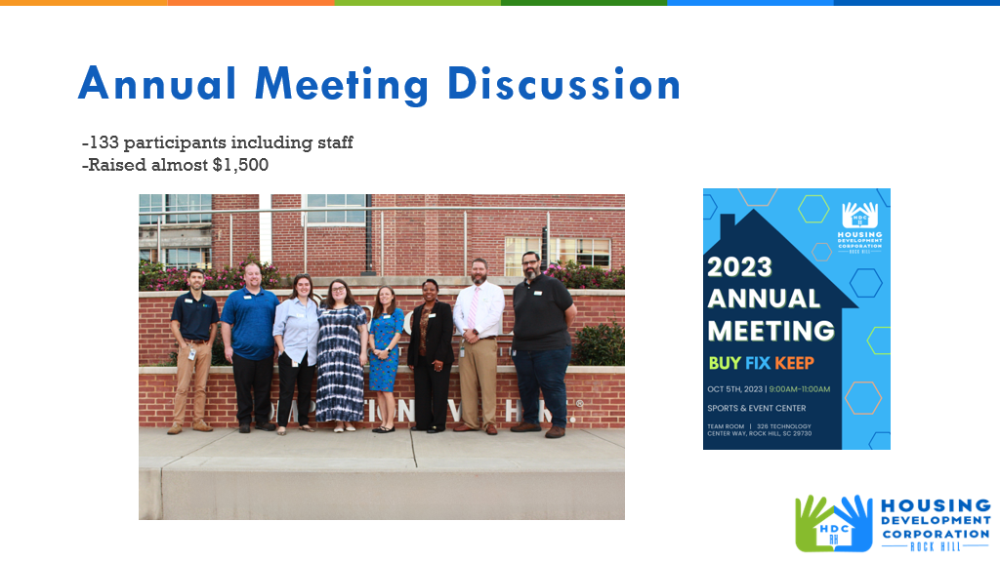 Annual Meeting Discussion
-133 participants including staff
-Raised almost $1,500
HDC
HOUSING
DEVELOPMENT
CORPORATION
ROCK HILL
2023
ANNUAL
MEETING
BUY FIX KEEP
OCT 5TH, 2023 | 9:00AM-11:00AM
SPORTS & EVENT CENTER
TEAM ROOM | 326 TECHNOLOGY
CENTER WAY, ROCK HILL, SC 29730
HDC
RH
HOUSING
DEVELOPMENT
CORPORATION
ROCK HILL